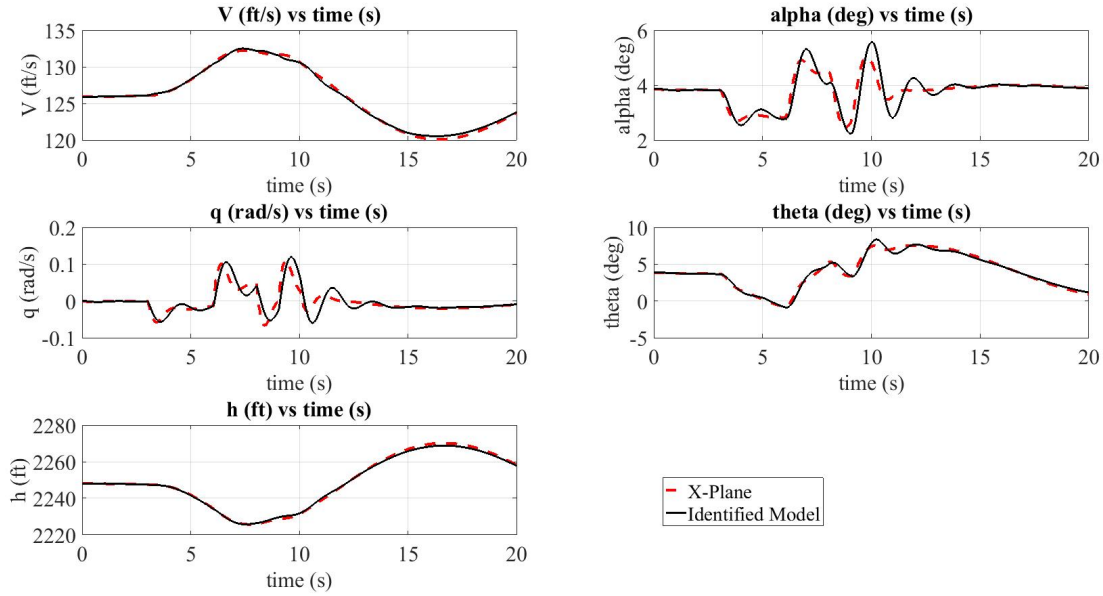 V (ft/s) vs time (s)
V (ft/s)
135
130
125
120
0 5 10 15 20
time (s)
alpha (deg) vs time (s)
alpha (deg)
6
4
2
0 5 10 15 20
time (s)
q (rad/s) vs time (s)
q (rad/s)
0.2
0.1
0
-0.1
0 5 10 15 20
time (s)
theta (deg) vs time (s)
theta (deg)
10
5
0
-5
0 5 10 15 20
time (s)
h (ft) vs time (s)
h (ft)
2280
2260
2240
2220
0 5 10 15 20
time (s)
X-Plane
Identified Model